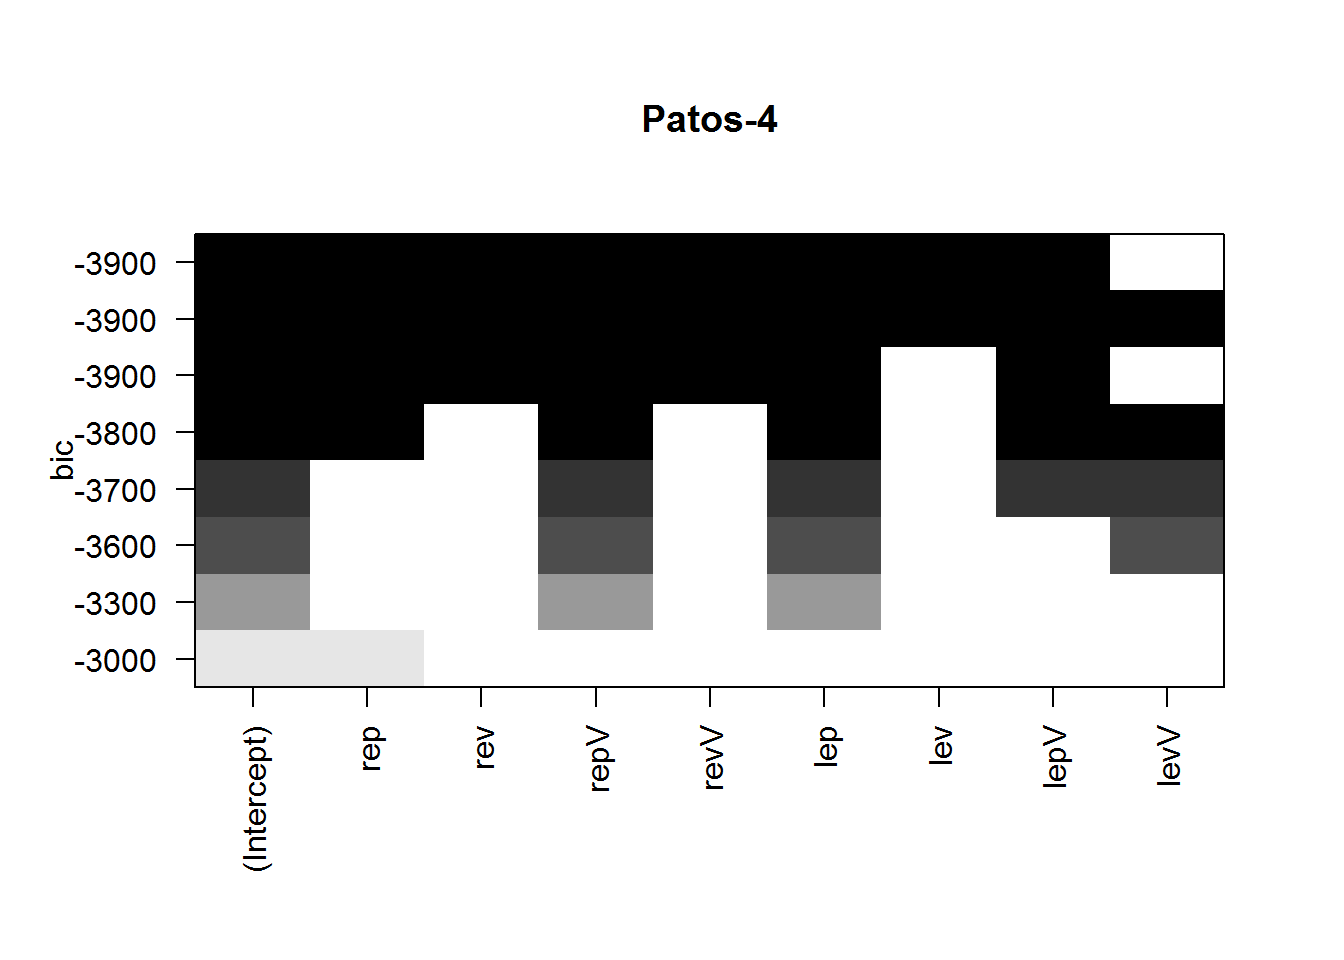 Patos-4
bic
-3900
-3900
-3900
-3800
-3700
-3600
-3300
-3000
(Intercept)
rep
rev
repV
revV
lep
lev
lepV
levV